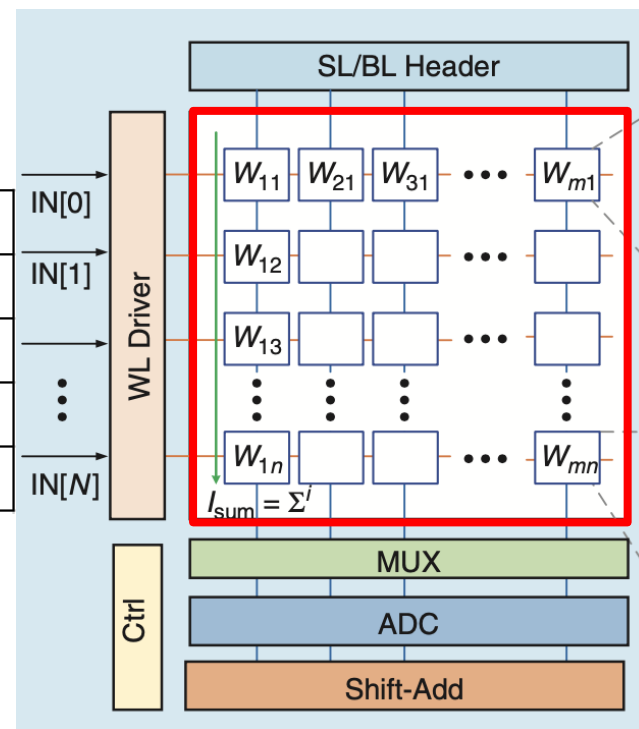 SL/BL Header
IN[0]
W11 W21 W31 ••• Wm1
IN[1]
W12 •••
WL Driver
W13 •••
IN[N]
W1n ••• Wmn
Isum = Σi
Ctrl
MUX
ADC
Shift-Add